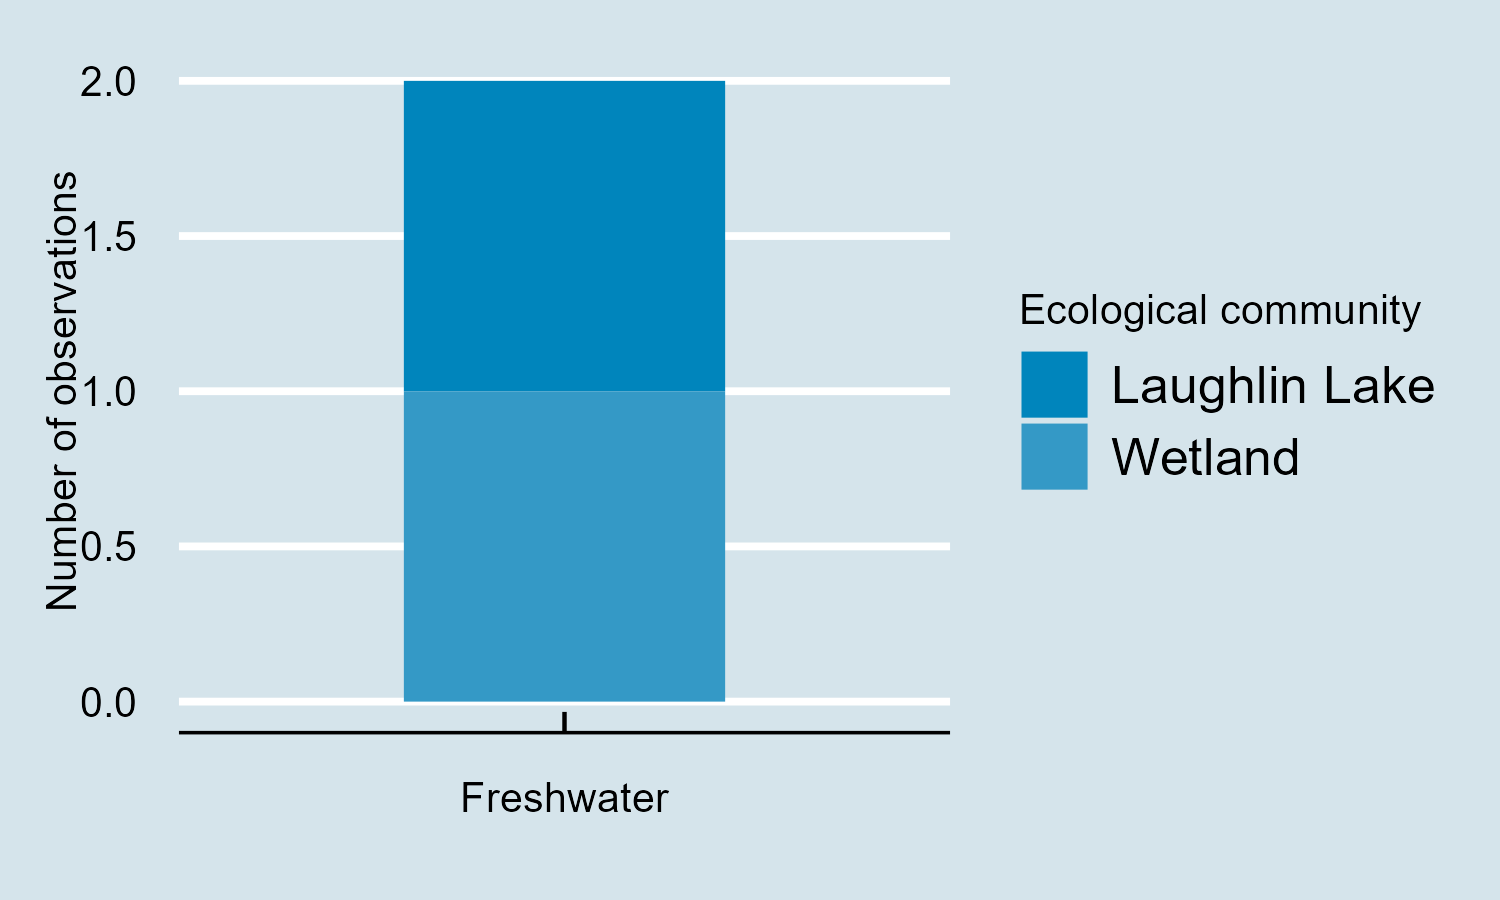 Number of observations
2.0
1.5
1.0
0.5
0.0
Freshwater
Ecological community
Laughlin Lake
Wetland